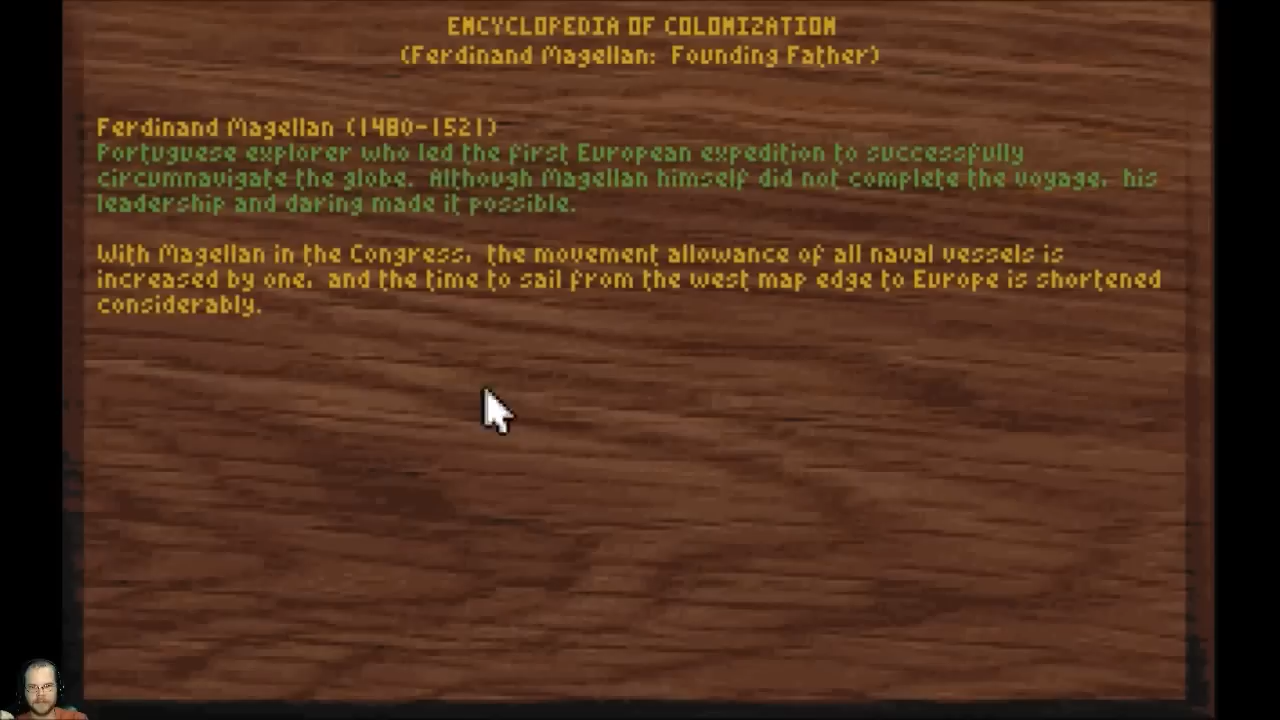 ENCYCLOPEDIA OF COLONIZATION
(Ferdinand Magellan: Founding Father)
Ferdinand Magellan (1480-1521)
Portuguese explorer who led the first European expedition to successfully
circumnavigate the globe. Although Magellan himself did not complete the voyage, his
leadership and daring made it possible.
With Magellan in the Congress, the movement allowance of all naval vessels is
increased by one, and the time to sail from the west map edge to Europe is shortened
considerably.